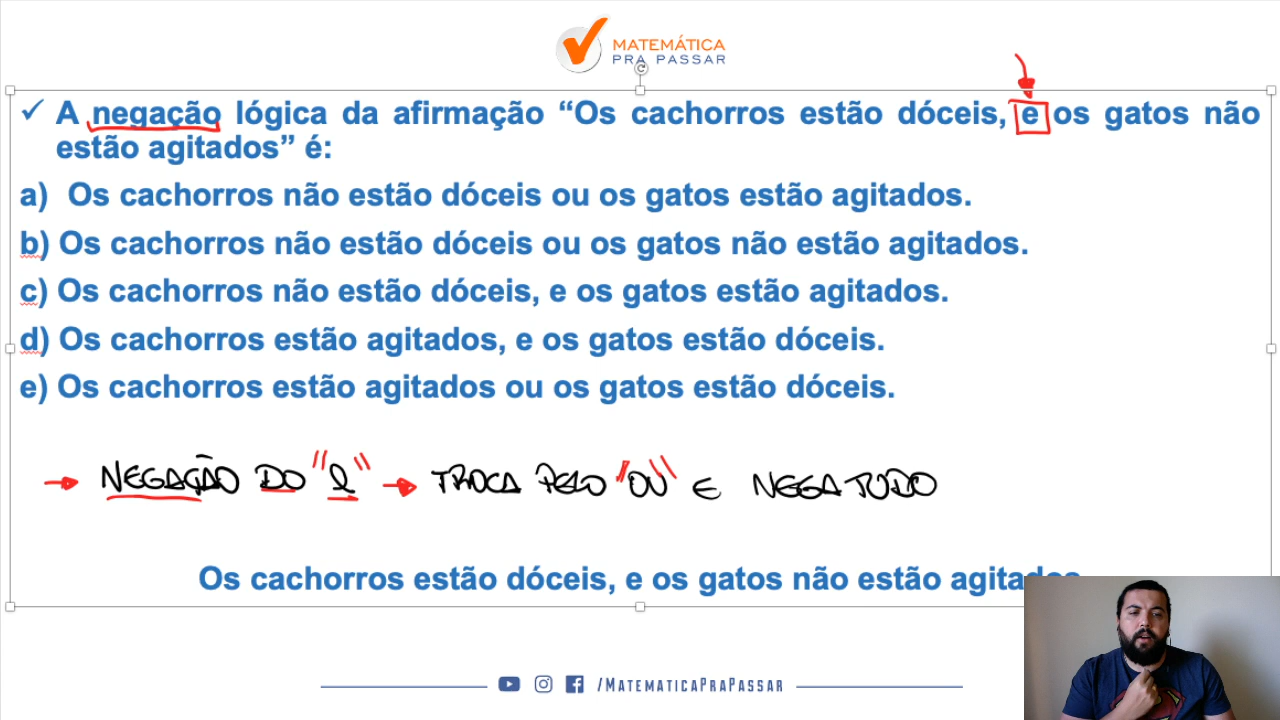 MATEMÁTICA
PRA PASSAR
✓ A negação lógica da afirmação “Os cachorros estão dóceis, e os gatos não
estão agitados” é:
a) Os cachorros não estão dóceis ou os gatos estão agitados.
b) Os cachorros não estão dóceis ou os gatos não estão agitados.
c) Os cachorros não estão dóceis, e os gatos estão agitados.
d) Os cachorros estão agitados, e os gatos estão dóceis.
e) Os cachorros estão agitados ou os gatos estão dóceis.
→ NEGAÇÃO DO "e" → TROCA PELO "OU" E NEGA TUDO
Os cachorros estão dóceis, e os gatos não estão agitados.
/MATEMATICAPRAPASSAR